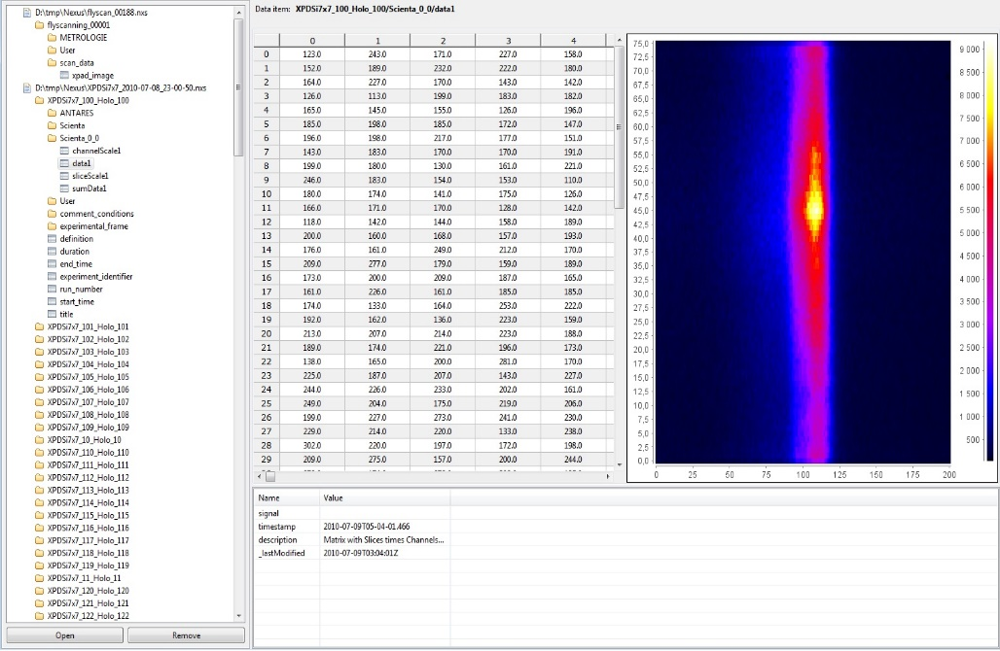 D:\tmp\Nexus\flyscan_00188.nxs
flyscanning_00001
METROLOGIE
User
scan_data
xpad_image
D:\tmp\Nexus\XPDSi7x7_2010-07-08_23-00-50.nxs
XPDSi7x7_100_Holo_100
ANTARES
Scienta
Scienta_0_0
channelScale1
data1
sliceScale1
sumData1
User
comment_conditions
experimental_frame
definition
duration
end_time
experiment_identifier
run_number
start_time
title
XPDSi7x7_101_Holo_101
XPDSi7x7_102_Holo_102
XPDSi7x7_103_Holo_103
XPDSi7x7_104_Holo_104
XPDSi7x7_105_Holo_105
XPDSi7x7_106_Holo_106
XPDSi7x7_107_Holo_107
XPDSi7x7_108_Holo_108
XPDSi7x7_109_Holo_109
XPDSi7x7_10_Holo_10
XPDSi7x7_110_Holo_110
XPDSi7x7_111_Holo_111
XPDSi7x7_112_Holo_112
XPDSi7x7_113_Holo_113
XPDSi7x7_114_Holo_114
XPDSi7x7_115_Holo_115
XPDSi7x7_116_Holo_116
XPDSi7x7_117_Holo_117
XPDSi7x7_118_Holo_118
XPDSi7x7_119_Holo_119
XPDSi7x7_11_Holo_11
XPDSi7x7_120_Holo_120
XPDSi7x7_121_Holo_121
XPDSi7x7_122_Holo_122
Open Remove
Data item: XPDSi7x7_100_Holo_100/Scienta_0_0/data1
0 1 2 3 4
0 123.0 243.0 171.0 227.0 158.0
1 152.0 189.0 232.0 222.0 180.0
2 164.0 227.0 170.0 143.0 142.0
3 126.0 113.0 199.0 183.0 182.0
4 165.0 145.0 155.0 126.0 196.0
5 185.0 198.0 185.0 172.0 147.0
6 196.0 198.0 217.0 177.0 151.0
7 143.0 183.0 170.0 170.0 191.0
8 199.0 180.0 130.0 161.0 221.0
9 246.0 183.0 154.0 153.0 110.0
10 180.0 174.0 141.0 175.0 126.0
11 166.0 171.0 170.0 128.0 142.0
12 118.0 142.0 144.0 158.0 189.0
13 200.0 160.0 168.0 157.0 193.0
14 176.0 161.0 249.0 212.0 170.0
15 209.0 277.0 179.0 159.0 189.0
16 173.0 200.0 209.0 187.0 165.0
17 161.0 226.0 161.0 185.0 185.0
18 174.0 133.0 164.0 253.0 222.0
19 192.0 162.0 136.0 223.0 159.0
20 213.0 207.0 214.0 223.0 188.0
21 189.0 174.0 221.0 196.0 173.0
22 138.0 165.0 200.0 281.0 170.0
23 225.0 187.0 207.0 143.0 227.0
24 244.0 226.0 233.0 202.0 161.0
25 249.0 204.0 175.0 219.0 206.0
26 199.0 227.0 273.0 241.0 230.0
27 229.0 214.0 220.0 133.0 238.0
28 302.0 220.0 197.0 172.0 198.0
29 209.0 275.0 157.0 200.0 244.0
75,0
72,5
70,0
67,5
65,0
62,5
60,0
57,5
55,0
52,5
50,0
47,5
45,0
42,5
40,0
37,5
35,0
32,5
30,0
27,5
25,0
22,5
20,0
17,5
15,0
12,5
10,0
7,5
5,0
2,5
0,0
0 25 50 75 100 125 150 175 200
9 000
8 500
8 000
7 500
7 000
6 500
6 000
5 500
5 000
4 500
4 000
3 500
3 000
2 500
2 000
1 500
1 000
500
Name Value
signal
timestamp 2010-07-09T05-04-01.466
description Matrix with Slices times Channels...
_lastModified 2010-07-09T03:04:01Z